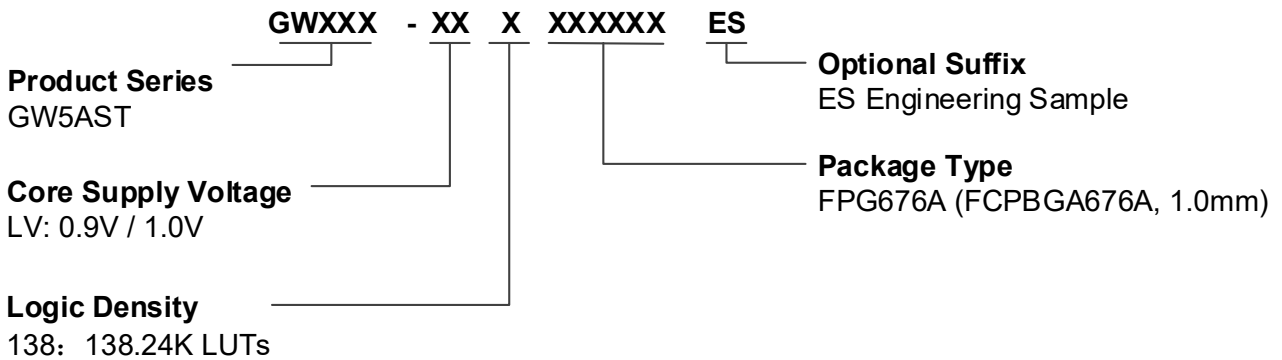 GWXXX - XX X XXXXXX ES
Product Series
GW5AST
Core Supply Voltage
LV: 0.9V / 1.0V
Logic Density
138：138.24K LUTs
Optional Suffix
ES Engineering Sample
Package Type
FPG676A (FCPBGA676A, 1.0mm)